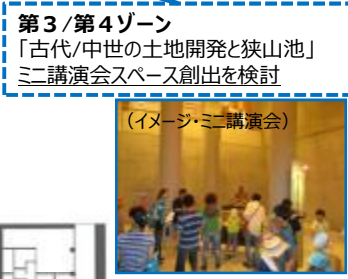 第３/第４ゾーン
「古代/中世の土地開発と狭山池」
ミニ講演会スペース創出を検討
（イメージ・ミニ講演会）